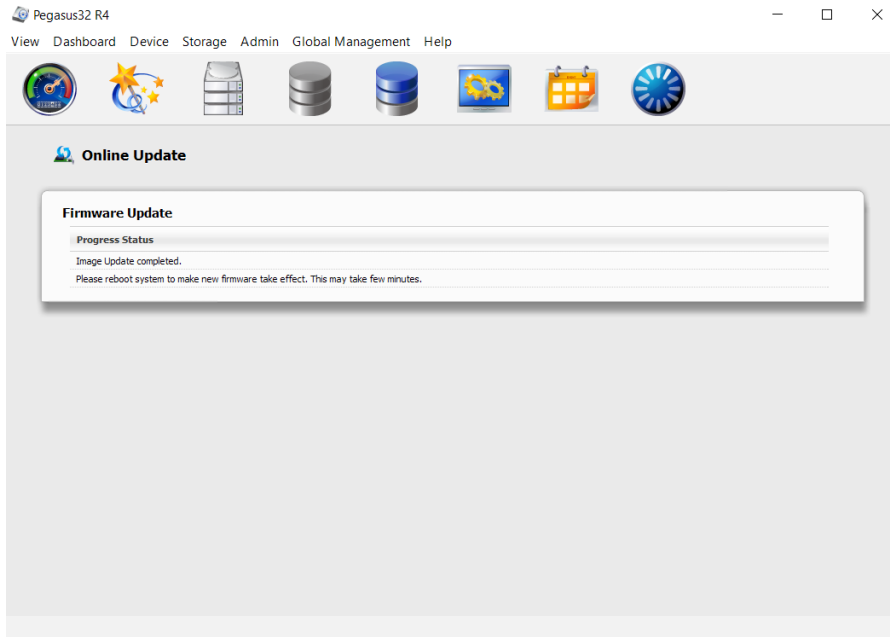 Pegasus32 R4
View Dashboard Device Storage Admin Global Management Help
Online Update
Firmware Update
Progress Status
Image Update completed.
Please reboot system to make new firmware take effect. This may take few minutes.